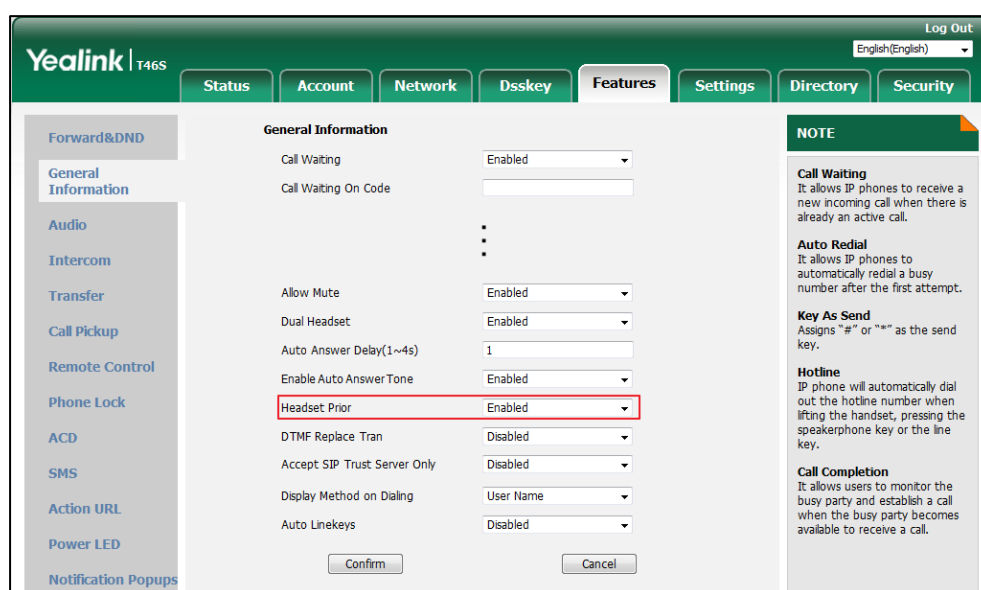 Log Out
Yealink | T46S
English(English)
Status
Account
Network
Dsskey
Features
Settings
Directory
Security
Forward&DND
General
Information
Audio
Intercom
Transfer
Call Pickup
Remote Control
Phone Lock
ACD
SMS
Action URL
Power LED
Notification Popups
General Information
Call Waiting Enabled
Call Waiting On Code
Allow Mute Enabled
Dual Headset Enabled
Auto Answer Delay(1~4s) 1
Enable Auto Answer Tone Enabled
Headset Prior Enabled
DTMF Replace Tran Disabled
Accept SIP Trust Server Only Disabled
Display Method on Dialing User Name
Auto Linekeys Disabled
Confirm Cancel
NOTE
Call Waiting
It allows IP phones to receive a
new incoming call when there is
already an active call.
Auto Redial
It allows IP phones to
automatically redial a busy
number after the first attempt.
Key As Send
Assigns "#" or "*" as the send
key.
Hotline
IP phone will automatically dial
out the hotline number when
lifting the handset, pressing the
speakerphone key or the line
key.
Call Completion
It allows users to monitor the
busy party and establish a call
when the busy party becomes
available to receive a call.